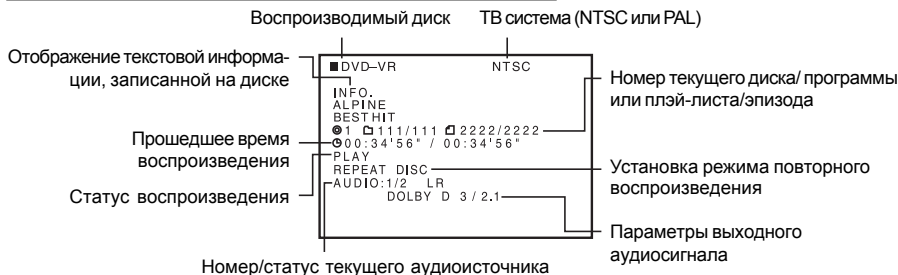 Воспроизводимый диск
ТВ система (NTSC или PAL)
Отображение текстовой информа-
ции, записанной на диске
DVD–VR NTSC
INFO.
ALPINE
BEST HIT
1 111/111 2222/2222
00:34'56" / 00:34'56"
PLAY
REPEAT DISC
AUDIO:1/2 LR
DOLBY D 3/2.1
Номер текущего диска/ программы
или плэй-листа/эпизода
Прошедшее время
воспроизведения
Установка режима повторного
воспроизведения
Статус воспроизведения
Параметры выходного
аудиосигнала
Номер/статус текущего аудиоисточника